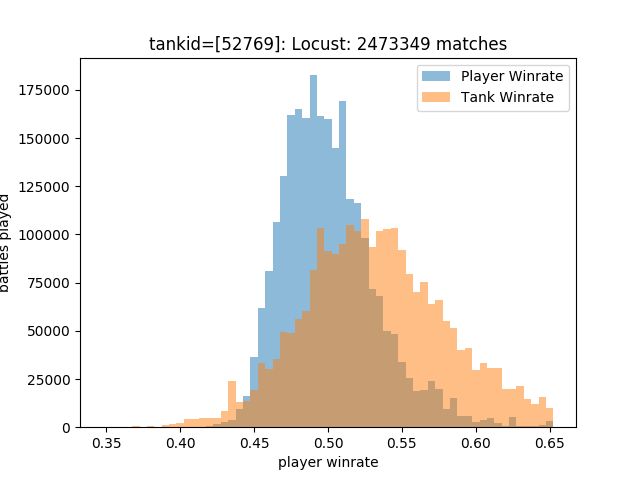 tankid=[52769]: Locust: 2473349 matches
Player Winrate
Tank Winrate
battles played
175000
150000
125000
100000
75000
50000
25000
0
0.35 0.40 0.45 0.50 0.55 0.60 0.65
player winrate